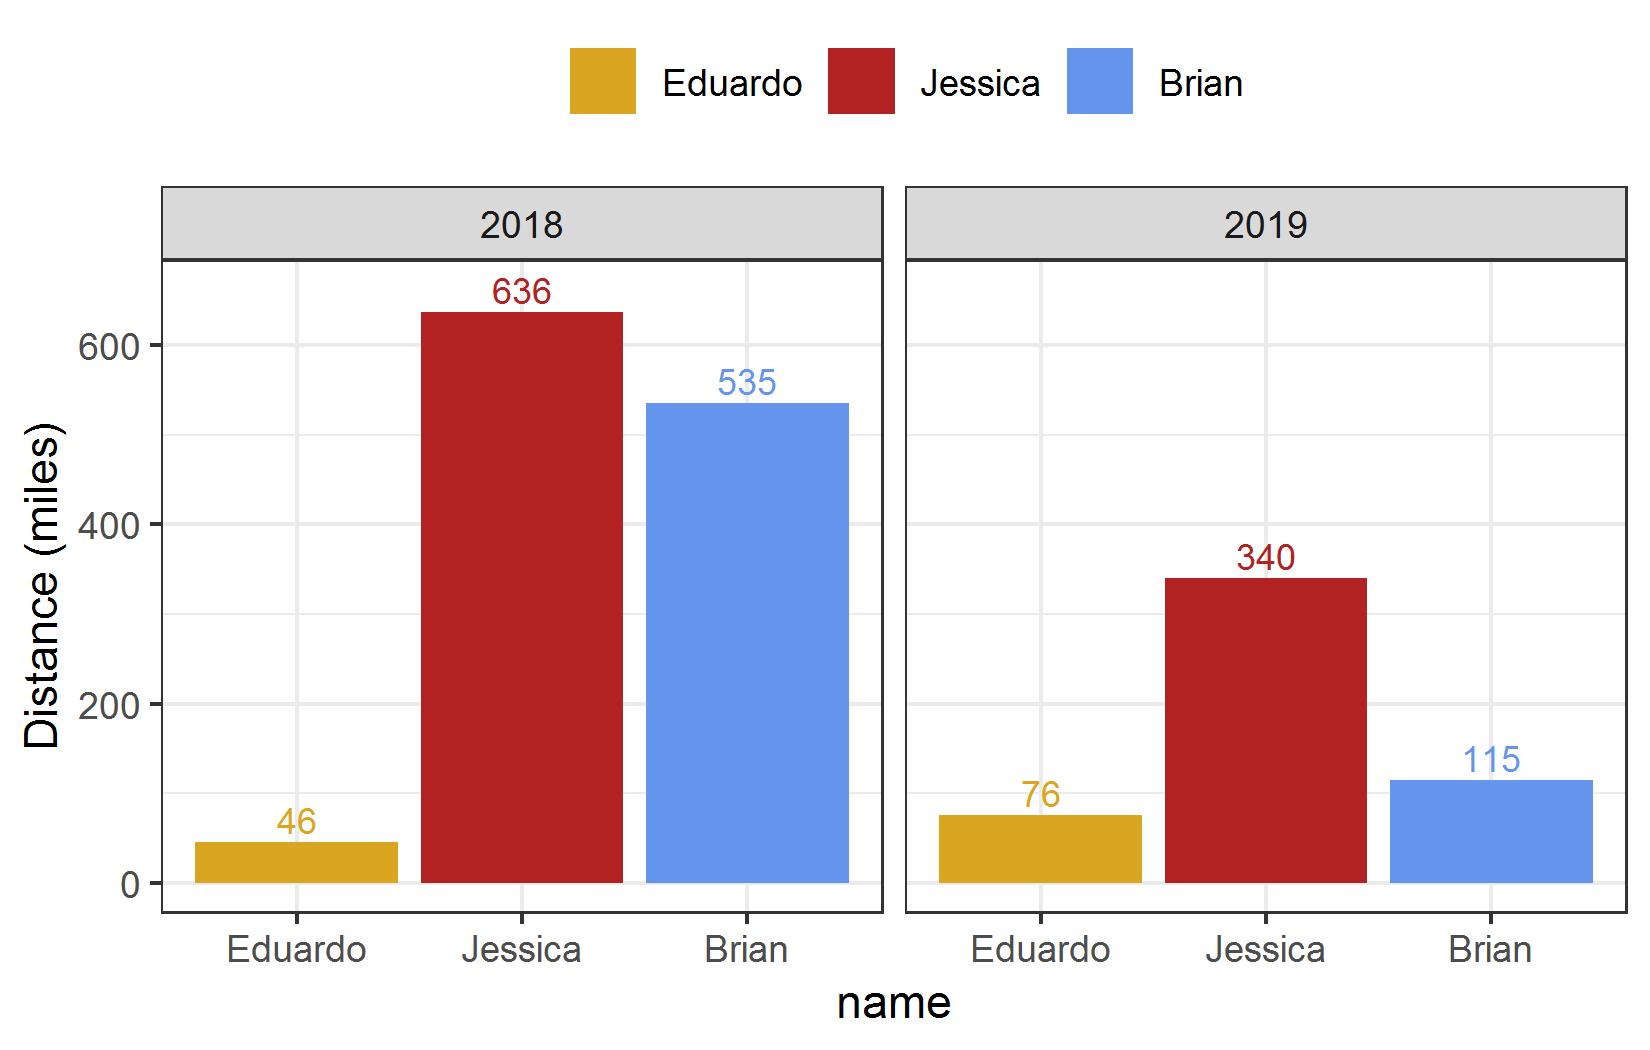 Eduardo Jessica Brian
2018 2019
636
600
535
400
340
200
115
76
46
0
Distance (miles)
Eduardo Jessica Brian Eduardo Jessica Brian
name